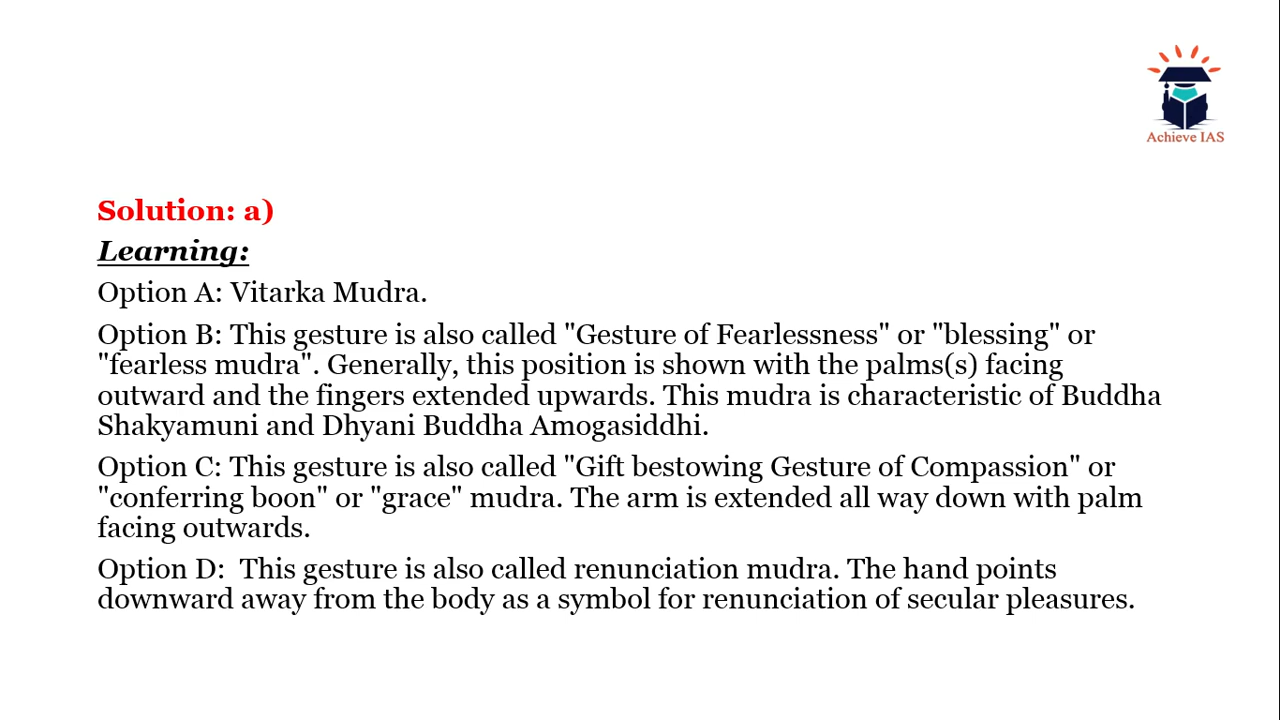 Achieve IAS
Solution: a)
Learning:
Option A: Vitarka Mudra.
Option B: This gesture is also called "Gesture of Fearlessness" or "blessing" or
"fearless mudra". Generally, this position is shown with the palms(s) facing
outward and the fingers extended upwards. This mudra is characteristic of Buddha
Shakyamuni and Dhyani Buddha Amogasiddhi.
Option C: This gesture is also called "Gift bestowing Gesture of Compassion" or
"conferring boon" or "grace" mudra. The arm is extended all way down with palm
facing outwards.
Option D:  This gesture is also called renunciation mudra. The hand points
downward away from the body as a symbol for renunciation of secular pleasures.